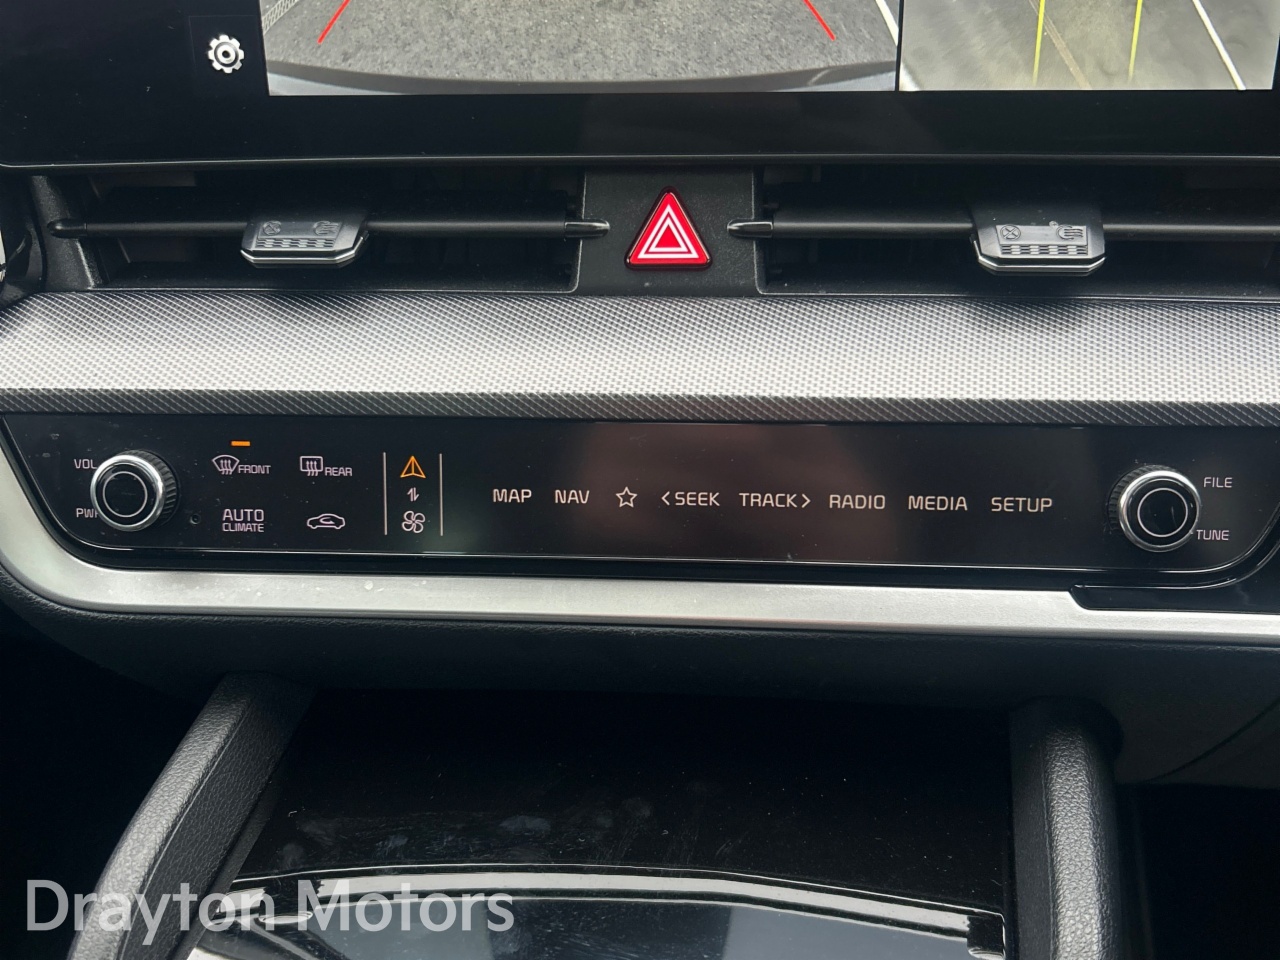 VOL
PWR
FRONT
REAR
AUTO
CLIMATE
MAP NAV <SEEK TRACK> RADIO MEDIA SETUP
FILE
TUNE
Drayton Motors